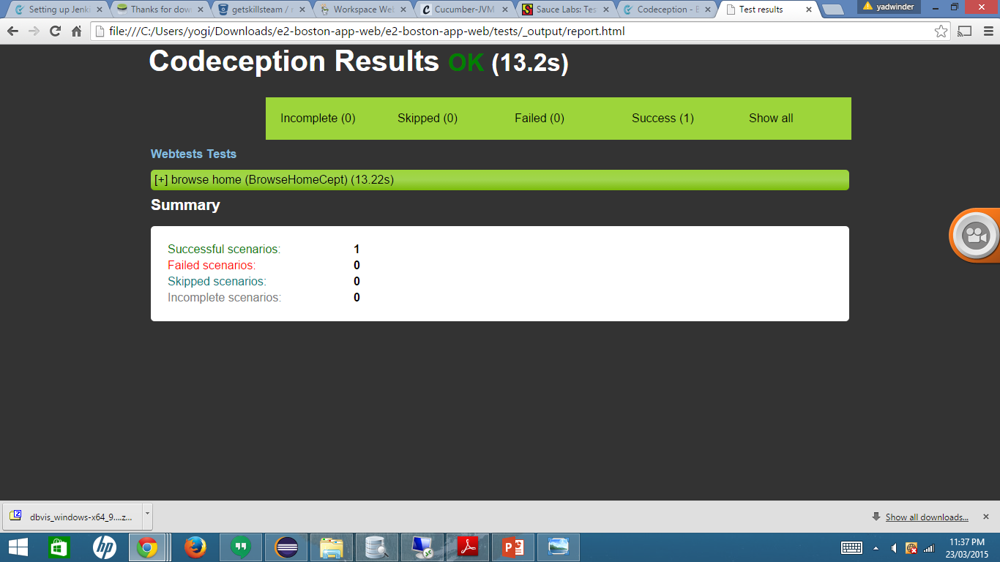 Setting up Jenki
Thanks for dow
getskillsteam /
Workspace Web
Cucumber-JVM
Sauce Labs: Tes
Codeception - B
Test results
yadwinder
file:///C:/Users/yogi/Downloads/e2-boston-app-web/e2-boston-app-web/tests/_output/report.html
Codeception Results OK (13.2s)
Incomplete (0) Skipped (0) Failed (0) Success (1) Show all
Webtests Tests
[+] browse home (BrowseHomeCept) (13.22s)
Summary
Successful scenarios: 1
Failed scenarios: 0
Skipped scenarios: 0
Incomplete scenarios: 0
dbvis_windows-x64_9....z...
Show all downloads...
11:37 PM
23/03/2015